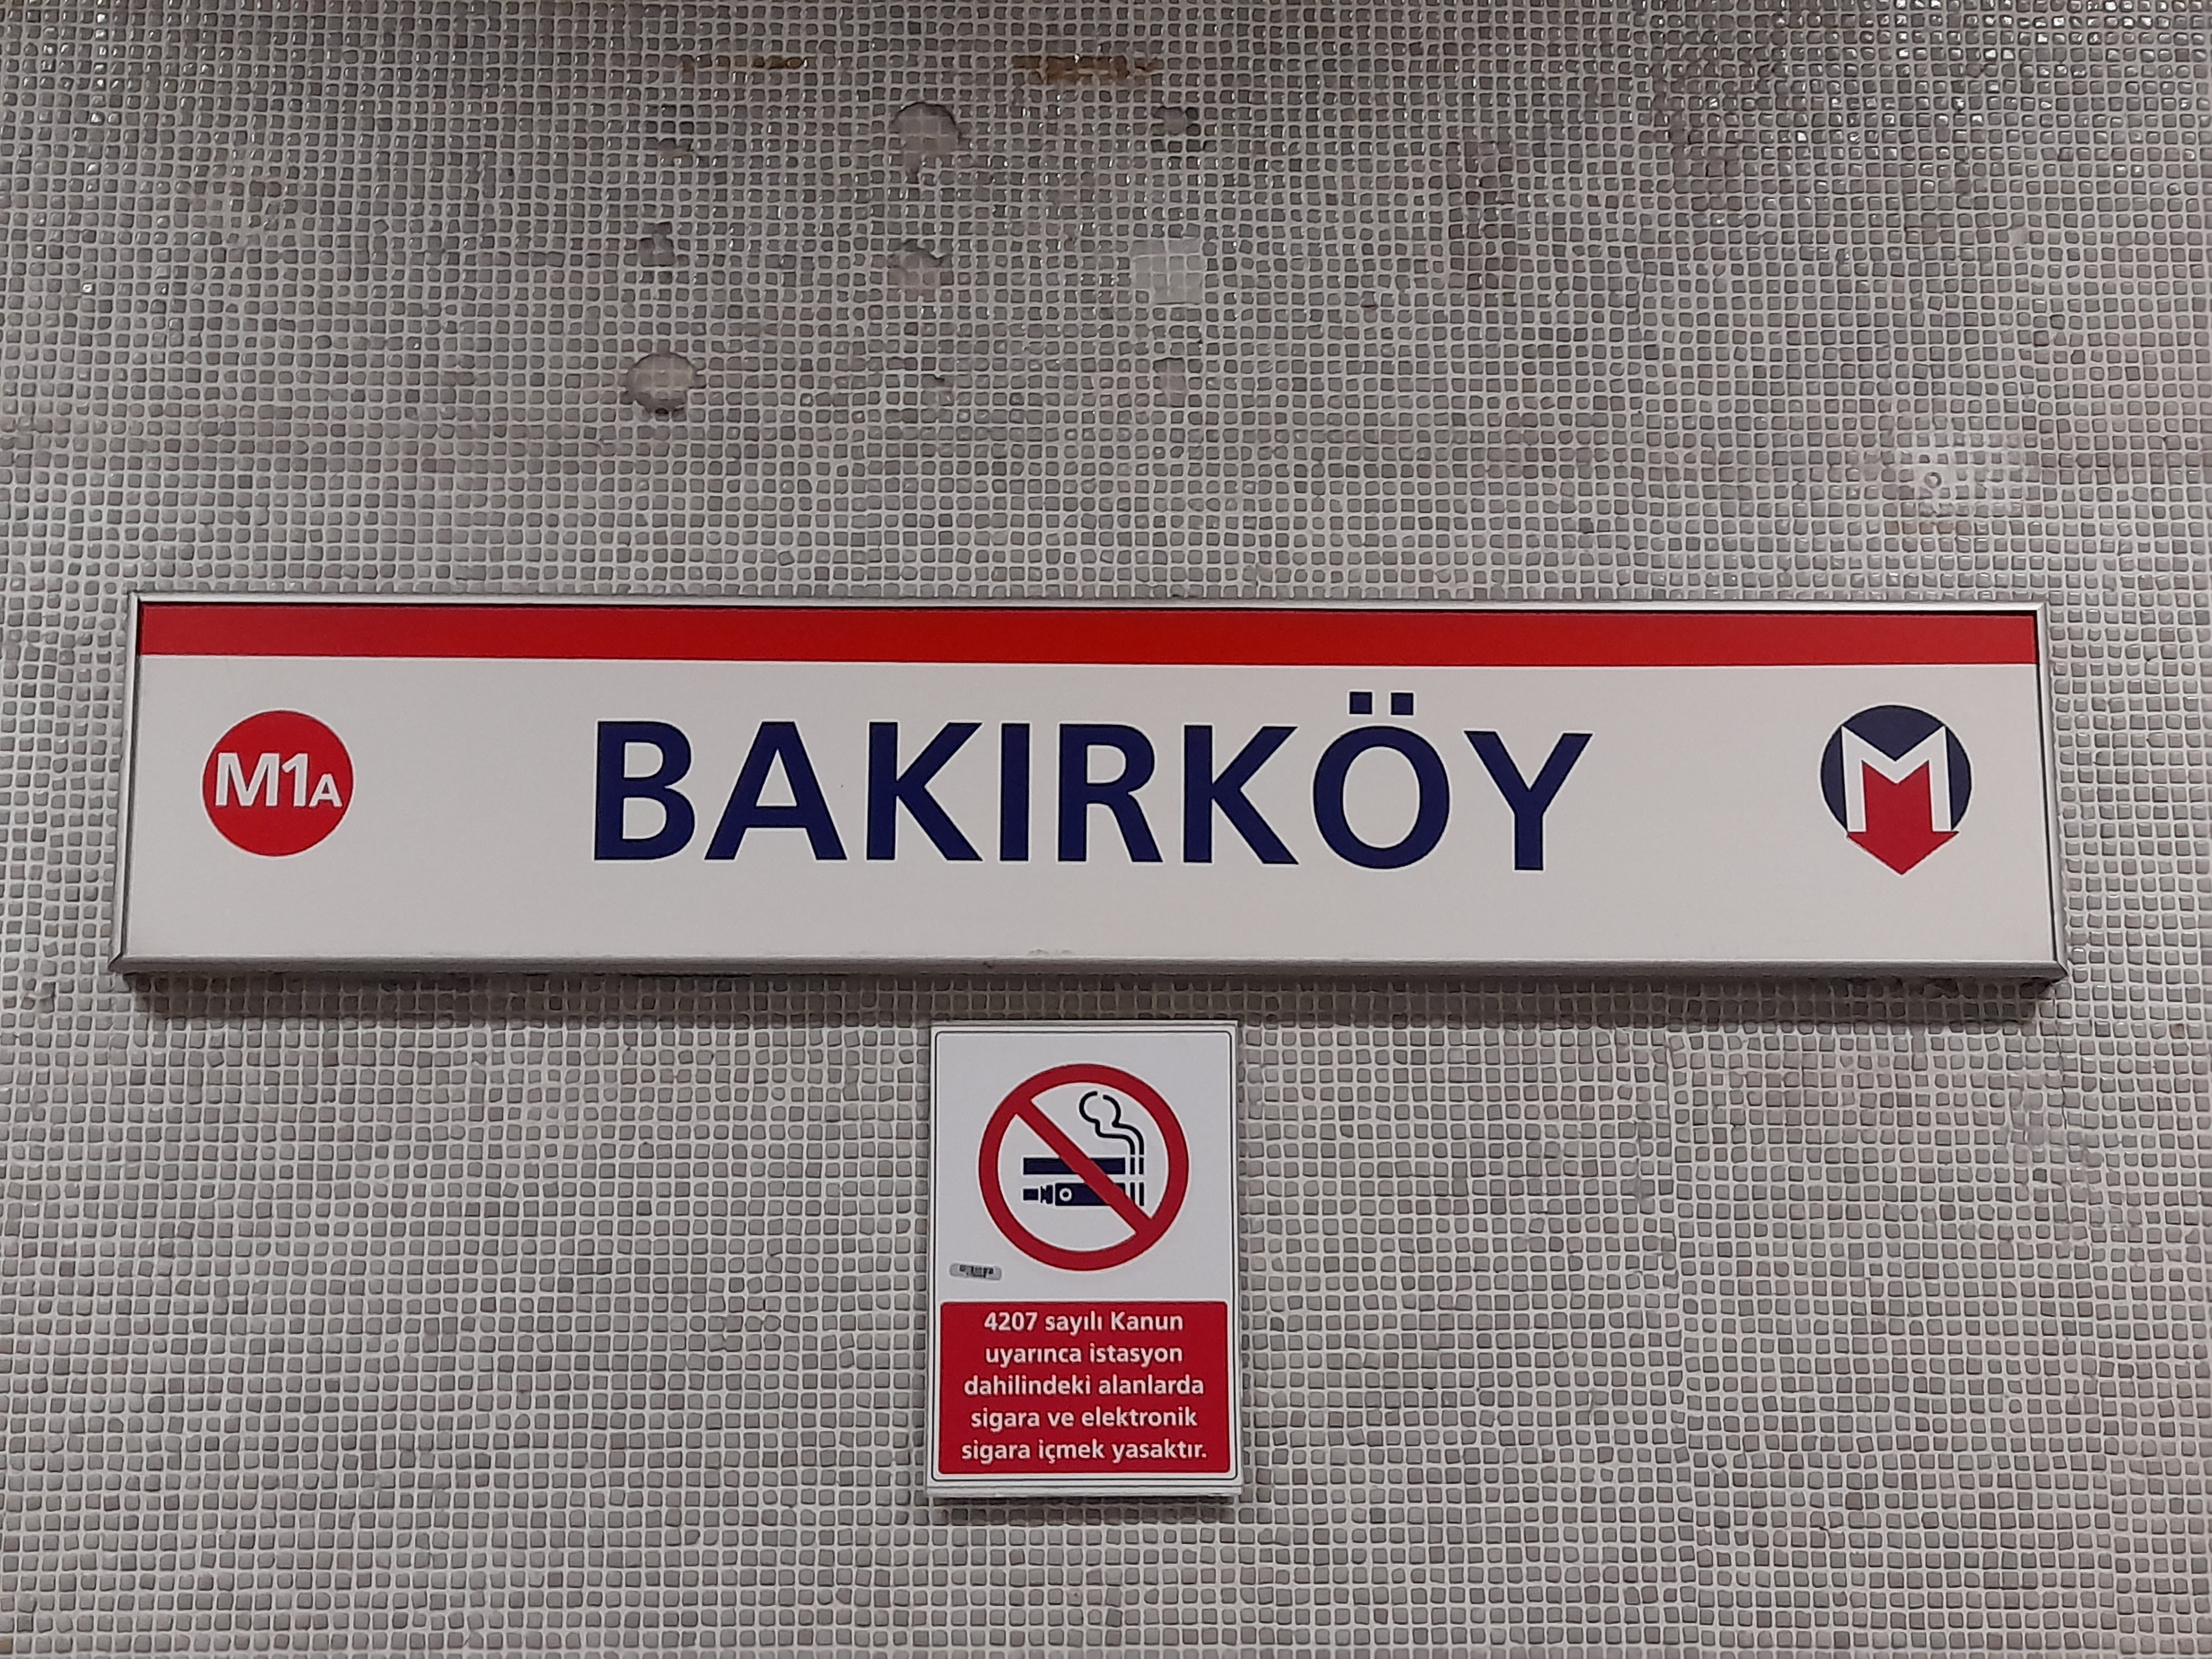 M1A BAKIRKÖY M
4207 sayılı Kanun
uyarınca istasyon
dahilindeki alanlarda
sigara ve elektronik
sigara içmek yasaktır.